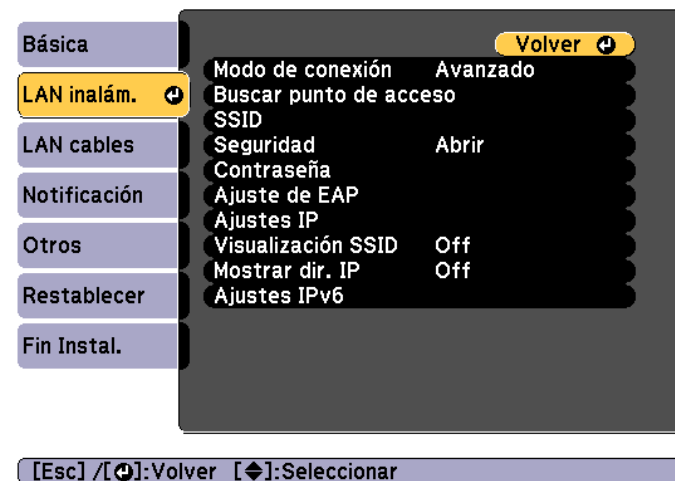 Básica
LAN inalám.
LAN cables
Notificación
Otros
Restablecer
Fin Instal.
Volver
Modo de conexión Avanzado
Buscar punto de acceso
SSID
Seguridad Abrir
Contraseña
Ajuste de EAP
Ajustes IP
Visualización SSID Off
Mostrar dir. IP Off
Ajustes IPv6
[Esc] /[⏎]:Volver [◆]:Seleccionar